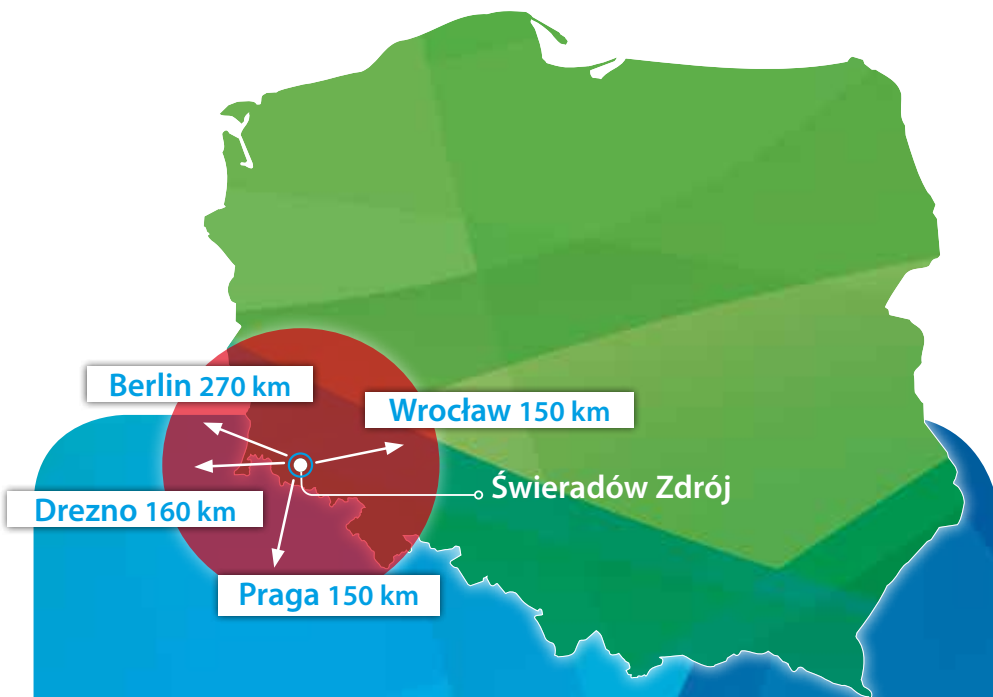 Berlin 270 km
Wrocław 150 km
Świeradów Zdrój
Drezno 160 km
Praga 150 km